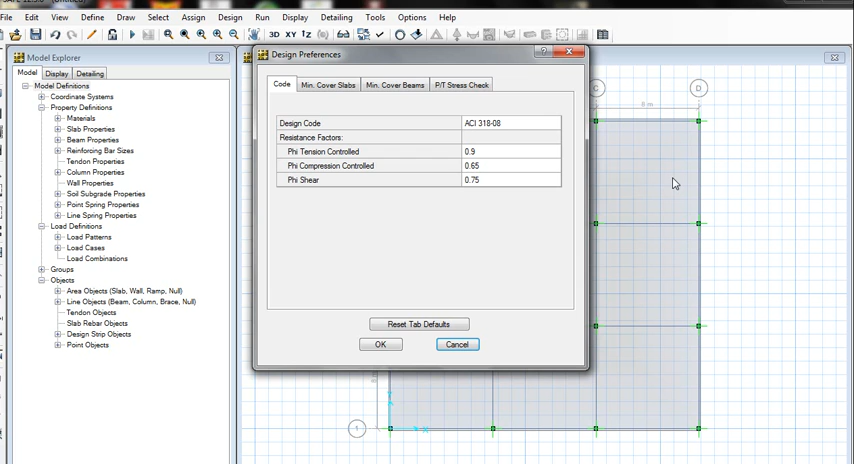 File Edit View Define Draw Select Assign Design Run Display Detailing Tools Options Help
3D XY
Model Explorer
Model Display Detailing
Model Definitions
Coordinate Systems
Property Definitions
Materials
Slab Properties
Beam Properties
Reinforcing Bar Sizes
Tendon Properties
Column Properties
Wall Properties
Soil Subgrade Properties
Point Spring Properties
Line Spring Properties
Load Definitions
Load Patterns
Load Cases
Load Combinations
Groups
Objects
Area Objects (Slab, Wall, Ramp, Null)
Line Objects (Beam, Column, Brace, Null)
Tendon Objects
Slab Rebar Objects
Design Strip Objects
Point Objects
Design Preferences
Code Min. Cover Slabs Min. Cover Beams P/T Stress Check
Design Code ACI 318-08
Resistance Factors:
Phi Tension Controlled 0.9
Phi Compression Controlled 0.65
Phi Shear 0.75
Reset Tab Defaults
OK Cancel
C D
8 m
1
X